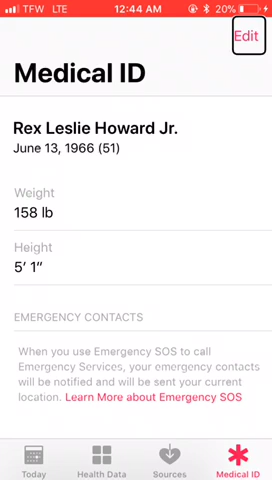 TFW LTE 12:44 AM 20%
Edit
Medical ID
Rex Leslie Howard Jr.
June 13, 1966 (51)
Weight
158 lb
Height
5’ 1”
EMERGENCY CONTACTS
When you use Emergency SOS to call
Emergency Services, your emergency contacts
will be notified and will be sent your current
location. Learn More about Emergency SOS
Today Health Data Sources Medical ID